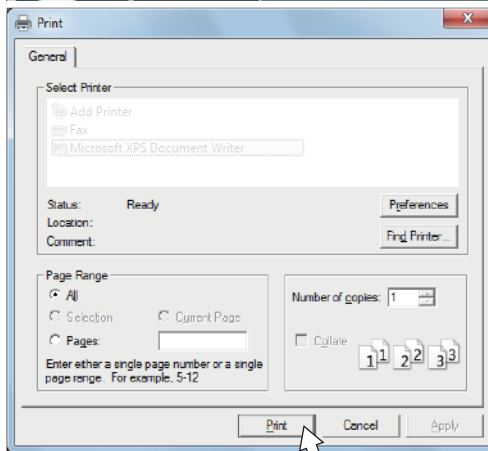 Print
General
Select Printer
Add Printer
Fax
Microsoft XPS Document Writer
Status: Ready
Preferences
Location:
Comment:
Find Printer...
Page Range
All
Selection Current Page
Pages:
Enter either a single page number or a single
page range. For example, 5-12
Number of copies: 1
Collate
1 1 2 2 3 3
Print Cancel Apply